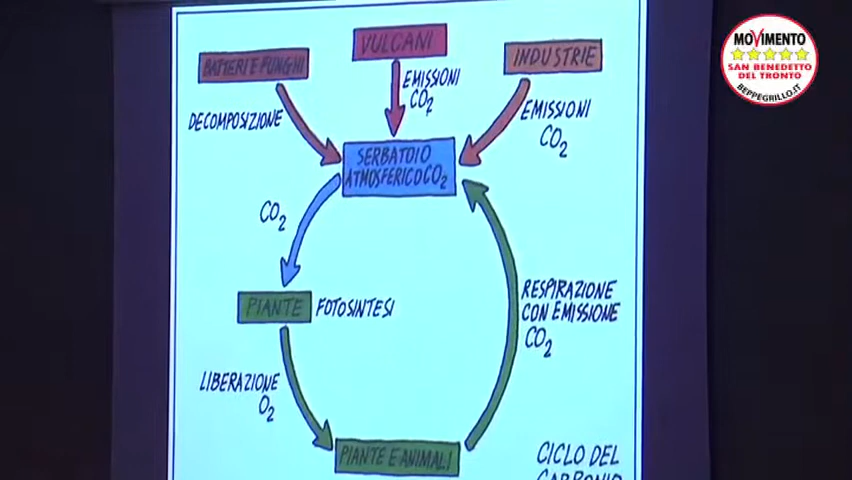 MOVIMENTO
SAN BENEDETTO
DEL TRONTO
BEPPEGRILLO.IT
VULCANI
BATTERI E FUNGHI
INDUSTRIE
EMISSIONI
CO2
DECOMPOSIZIONE
EMISSIONI
CO2
SERBATOIO
ATMOSFERICO CO2
CO2
PIANTE
FOTOSINTESI
RESPIRAZIONE
CON EMISSIONE
CO2
LIBERAZIONE
O2
PIANTE E ANIMALI
CICLO DEL
CARBONIO